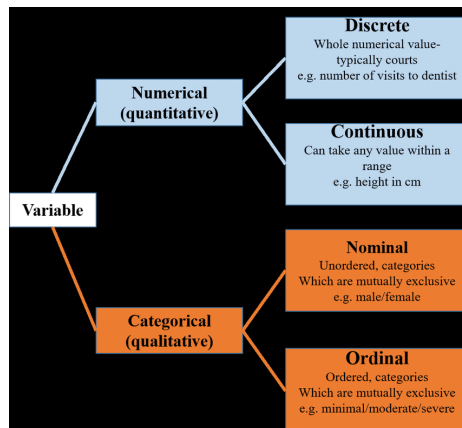 Discrete
Whole numerical value-
typically courts
e.g. number of visits to dentist
Numerical
(quantitative)
Continuous
Can take any value within a
range
e.g. height in cm
Variable
Nominal
Unordered, categories
Which are mutually exclusive
e.g. male/female
Categorical
(qualitative)
Ordinal
Ordered, categories
Which are mutually exclusive
e.g. minimal/moderate/severe